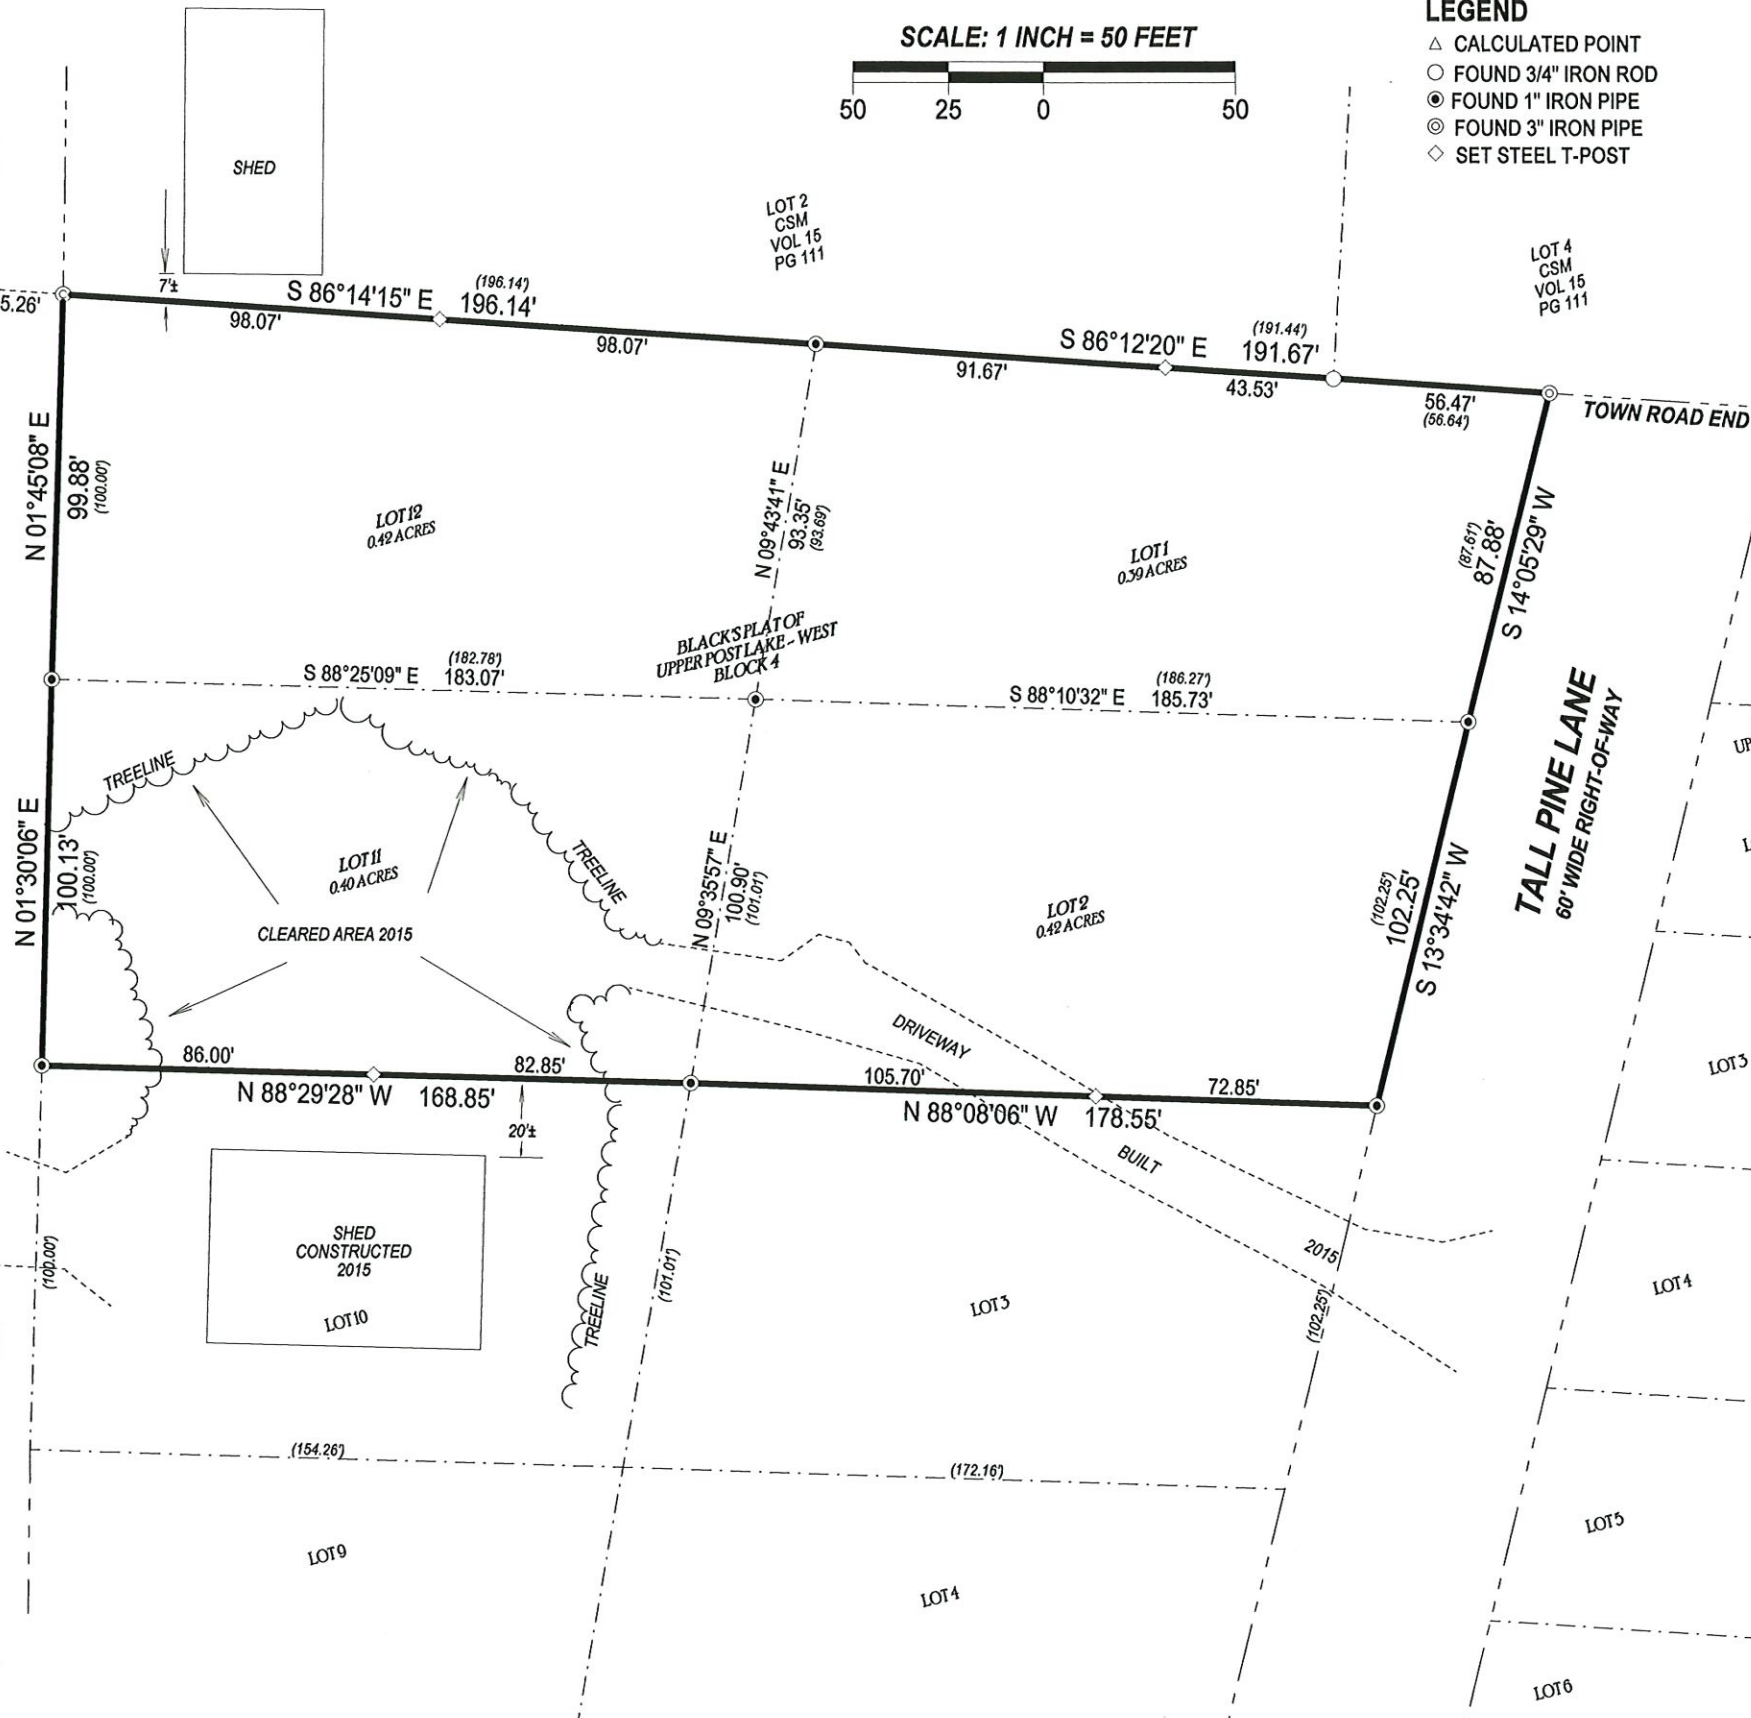 SCALE: 1 INCH = 50 FEET
50 25 0 50
LEGEND
CALCULATED POINT
FOUND 3/4" IRON ROD
FOUND 1" IRON PIPE
FOUND 3" IRON PIPE
SET STEEL T-POST
SHED
LOT 2
CSM
VOL 15
PG 111
LOT 4
CSM
VOL 15
PG 111
5.26'
7'±
(196.14')
S 86°14'15" E 196.14'
98.07'
98.07'
(191.44')
S 86°12'20" E 191.67'
91.67'
43.53'
56.47'
(56.64')
TOWN ROAD END
N 01°45'08" E
99.88'
(100.00')
LOT 12
0.42 ACRES
N 09°43'41" E
93.35'
(93.69')
LOT 1
0.39 ACRES
(87.61')
87.88'
S 14°05'29" W
BLACK'S PLAT OF
UPPER POST LAKE - WEST
BLOCK 4
(182.78')
S 88°25'09" E 183.07'
(186.27')
S 88°10'32" E 185.73'
TALL PINE LANE
60' WIDE RIGHT-OF-WAY
UP
L
TREELINE
N 01°30'06" E
100.13'
(100.00')
LOT 11
0.40 ACRES
TREELINE
CLEARED AREA 2015
N 09°35'57" E
100.90'
(101.01')
LOT 2
0.42 ACRES
(102.25')
102.25'
S 13°34'42" W
DRIVEWAY
86.00'
82.85'
N 88°29'28" W 168.85'
20'±
105.70'
72.85'
N 88°08'06" W 178.55'
LOT 3
BUILT
2015
SHED
CONSTRUCTED
2015
LOT 10
(100.00')
TREELINE
(101.01')
LOT 3
(102.25')
LOT 4
(154.26')
(172.16')
LOT 9
LOT 4
LOT 5
LOT 6